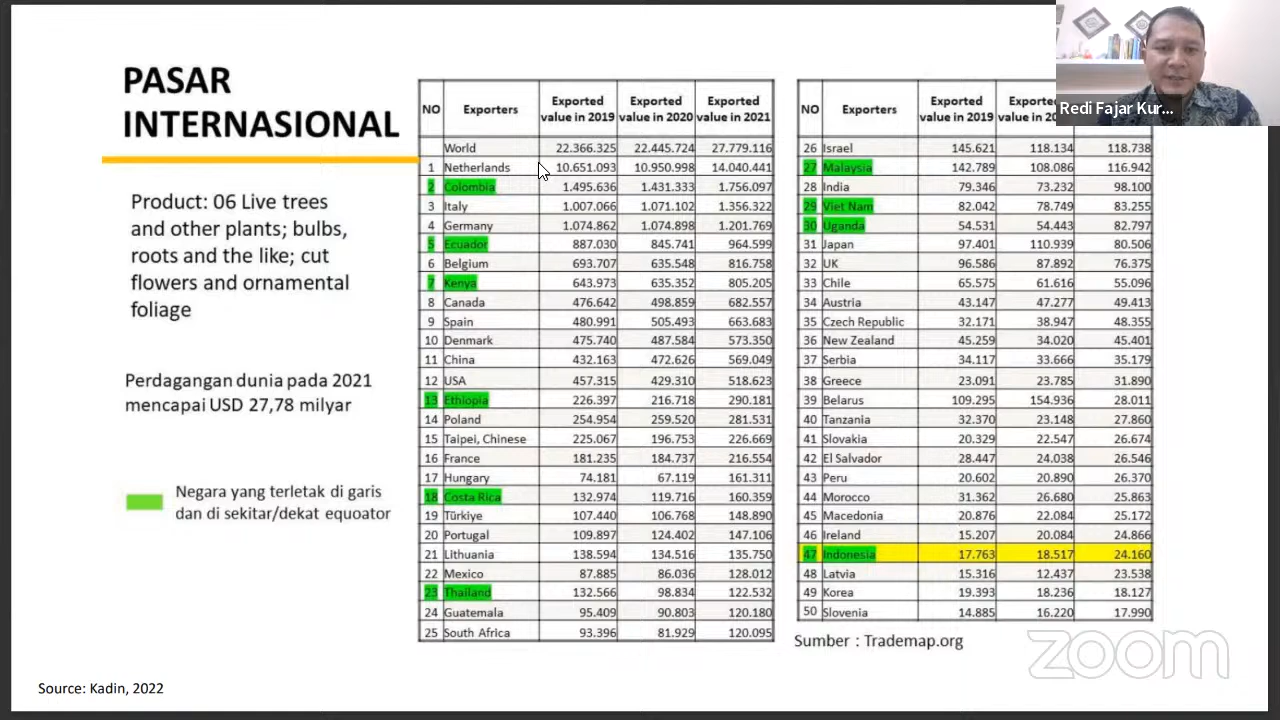 PASAR
INTERNASIONAL
Product: 06 Live trees
and other plants; bulbs,
roots and the like; cut
flowers and ornamental
foliage
Perdagangan dunia pada 2021
mencapai USD 27,78 milyar
Negara yang terletak di garis
dan di sekitar/dekat equoator
NO Exporters Exported value in 2019 Exported value in 2020 Exported value in 2021
World 22.366.325 22.445.724 27.779.116
1 Netherlands 10.651.093 10.950.998 14.040.441
2 Colombia 1.495.636 1.431.333 1.756.097
3 Italy 1.007.066 1.071.102 1.356.322
4 Germany 1.074.862 1.074.898 1.201.769
5 Ecuador 887.030 845.741 964.599
6 Belgium 693.707 635.548 816.758
7 Kenya 643.973 635.352 805.205
8 Canada 476.642 498.859 682.557
9 Spain 480.991 505.493 663.683
10 Denmark 475.740 487.584 573.350
11 China 432.163 472.626 569.049
12 USA 457.315 429.310 518.623
13 Ethiopia 226.397 216.718 290.181
14 Poland 254.954 259.520 281.531
15 Taipei, Chinese 225.067 196.753 226.669
16 France 181.235 184.737 216.554
17 Hungary 74.181 67.119 161.311
18 Costa Rica 132.974 119.716 160.359
19 Türkiye 107.440 106.768 148.890
20 Portugal 109.897 124.402 147.106
21 Lithuania 138.594 134.516 135.750
22 Mexico 87.885 86.036 128.012
23 Thailand 132.566 98.834 122.532
24 Guatemala 95.409 90.803 120.180
25 South Africa 93.396 81.929 120.095
NO Exporters Exported value in 2019
26 Israel 145.621 118.134 118.738
27 Malaysia 142.789 108.086 116.942
28 India 79.346 73.232 98.100
29 Viet Nam 82.042 78.749 83.255
30 Uganda 54.531 54.443 82.797
31 Japan 97.401 110.939 80.506
32 UK 96.586 87.892 76.375
33 Chile 65.575 61.616 55.096
34 Austria 43.147 47.277 49.413
35 Czech Republic 32.171 38.947 48.355
36 New Zealand 45.259 34.020 45.401
37 Serbia 34.117 33.666 35.179
38 Greece 23.091 23.785 31.890
39 Belarus 109.295 154.936 28.011
40 Tanzania 32.370 23.148 27.860
41 Slovakia 20.329 22.547 26.674
42 El Salvador 28.447 24.038 26.546
43 Peru 20.602 20.890 26.370
44 Morocco 31.362 26.680 25.863
45 Macedonia 20.876 22.084 25.172
46 Ireland 15.207 20.084 24.866
47 Indonesia 17.763 18.517 24.160
48 Latvia 15.316 12.437 23.538
49 Korea 19.393 18.236 18.127
50 Slovenia 14.885 16.220 17.990
Sumber : Trademap.org
Source: Kadin, 2022
Redi Fajar Kur...
zoom